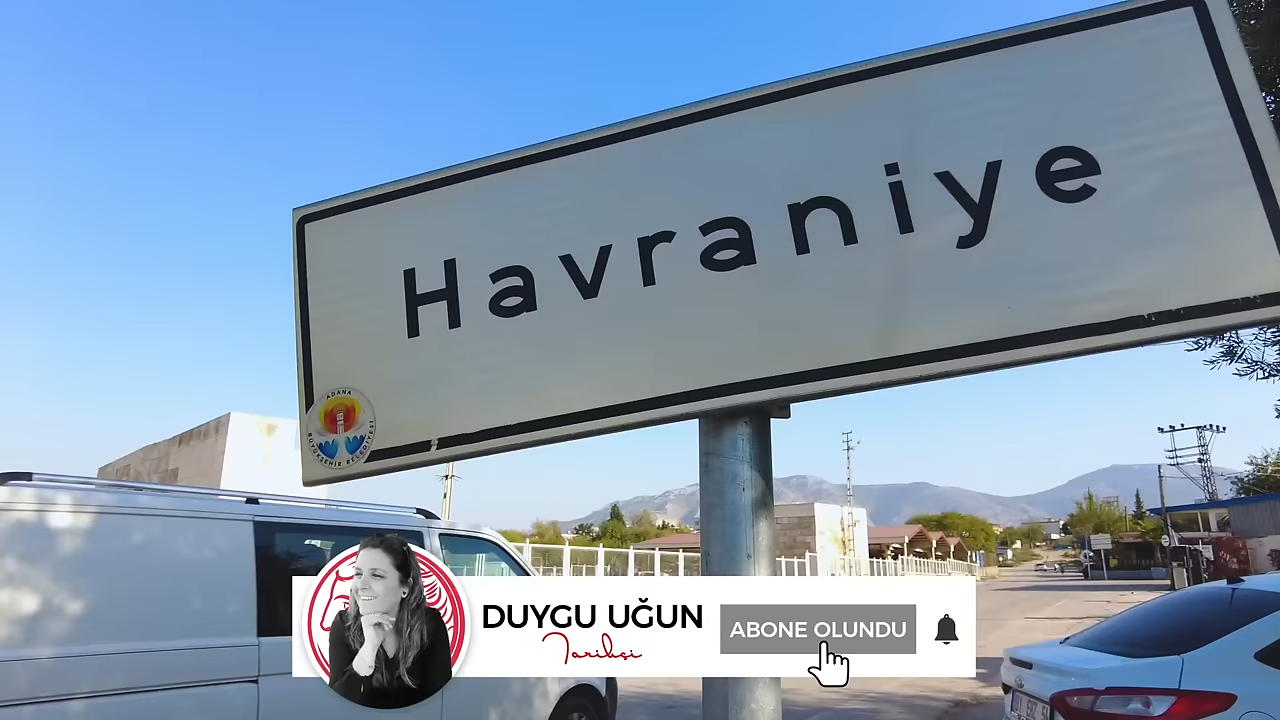 Havraniye
ADANA
BÜYÜKŞEHİR BELEDİYESİ
DUYGU UĞUN
Tarihçi
ABONE OLUNDU